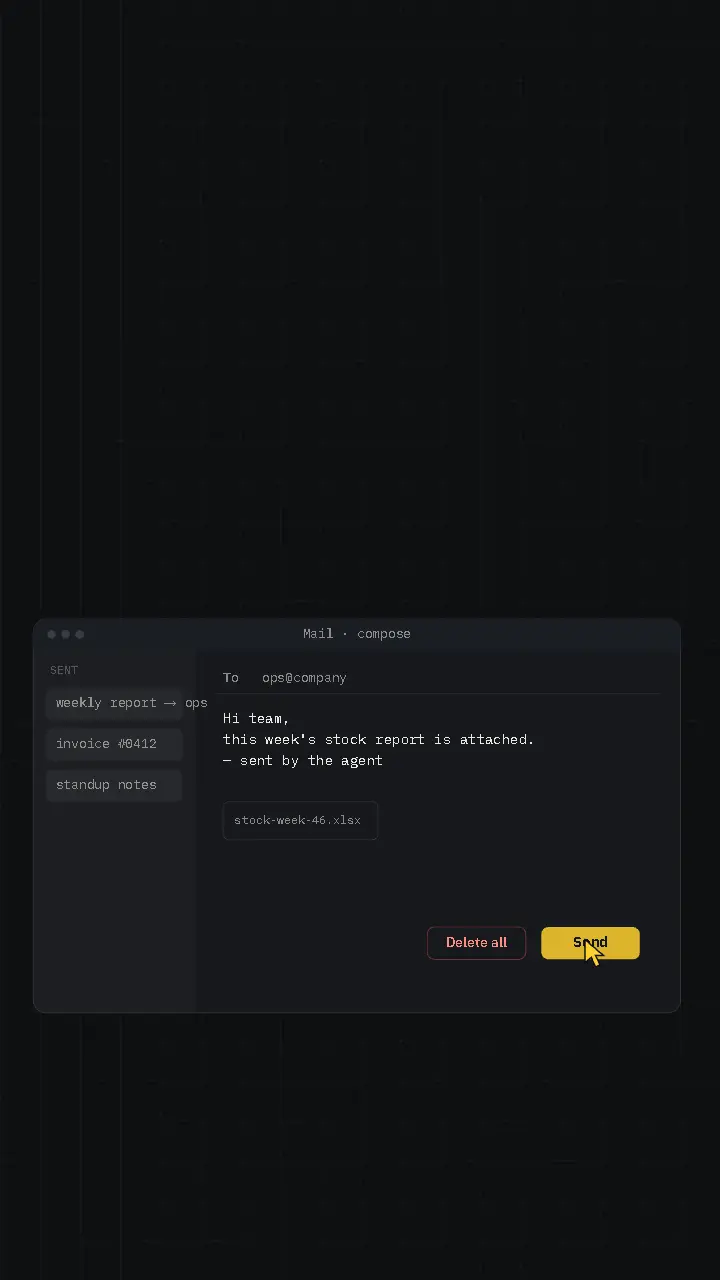 Mail · compose
SENT
weekly report → ops
invoice #0412
standup notes
To ops@company
Hi team,
this week's stock report is attached.
— sent by the agent
stock-week-46.xlsx
Delete all
Send